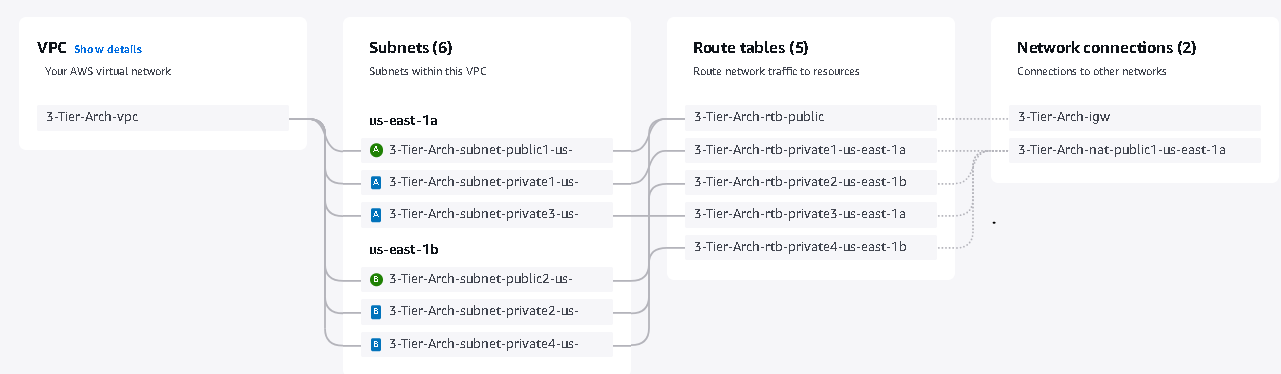 VPC Show details
Your AWS virtual network
3-Tier-Arch-vpc
Subnets (6)
Subnets within this VPC
us-east-1a
A 3-Tier-Arch-subnet-public1-us-
A 3-Tier-Arch-subnet-private1-us-
A 3-Tier-Arch-subnet-private3-us-
us-east-1b
B 3-Tier-Arch-subnet-public2-us-
B 3-Tier-Arch-subnet-private2-us-
B 3-Tier-Arch-subnet-private4-us-
Route tables (5)
Route network traffic to resources
3-Tier-Arch-rtb-public
3-Tier-Arch-rtb-private1-us-east-1a
3-Tier-Arch-rtb-private2-us-east-1b
3-Tier-Arch-rtb-private3-us-east-1a
3-Tier-Arch-rtb-private4-us-east-1b
Network connections (2)
Connections to other networks
3-Tier-Arch-igw
3-Tier-Arch-nat-public1-us-east-1a